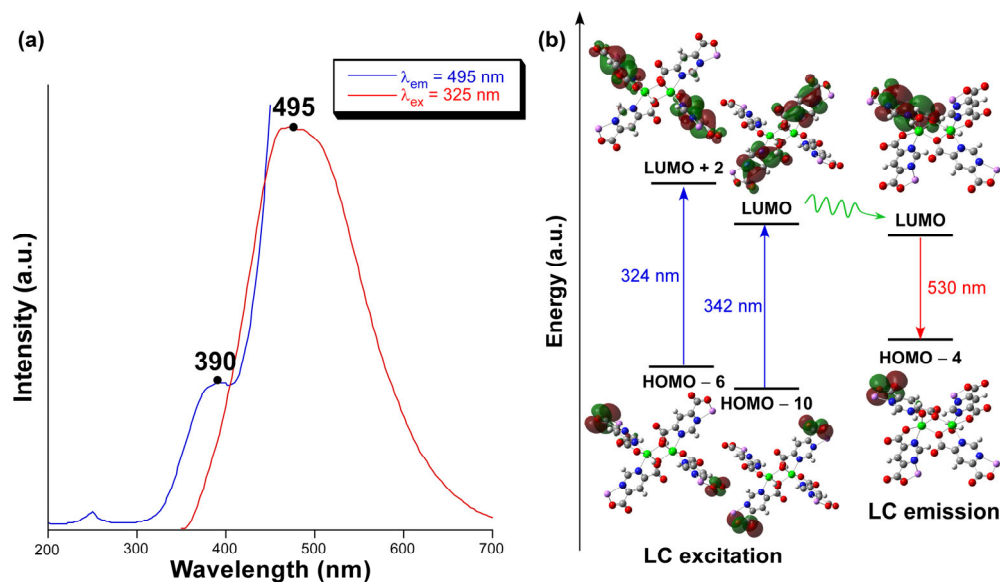 (a)
λem = 495 nm
λex = 325 nm
495
390
Intensity (a.u.)
200 300 400 500 600 700
Wavelength (nm)
(b)
Energy (a.u.)
LUMO + 2
LUMO
LUMO
324 nm
342 nm
530 nm
HOMO – 6
HOMO – 10
HOMO – 4
LC excitation
LC emission